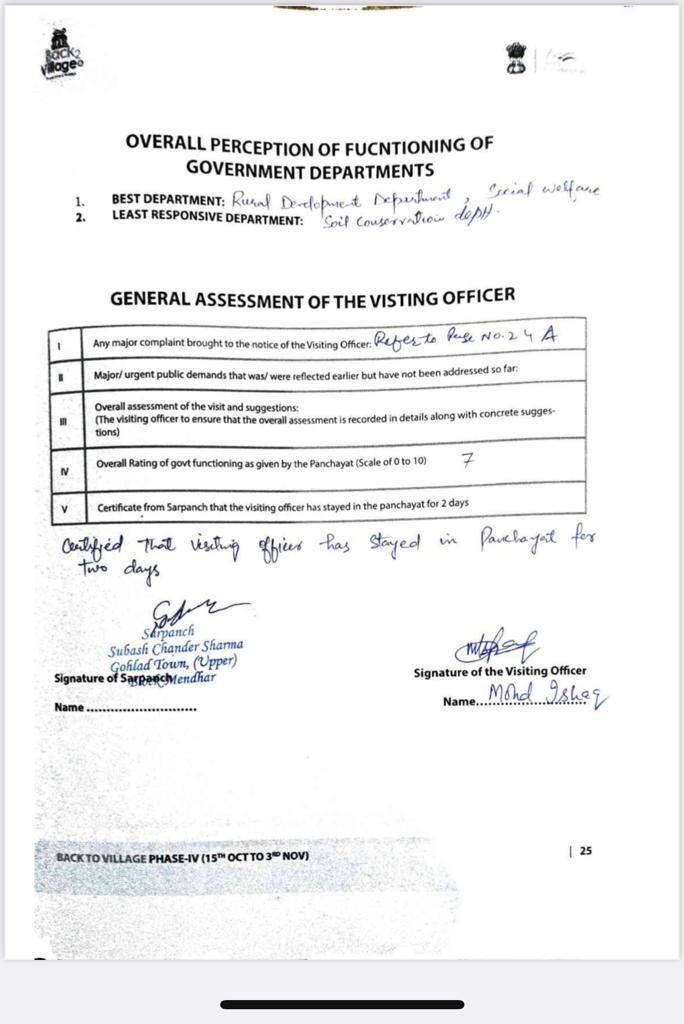 Back2
Village
OVERALL PERCEPTION OF FUCNTIONING OF
GOVERNMENT DEPARTMENTS
1. BEST DEPARTMENT: Rural Development Department, Social welfare
2. LEAST RESPONSIVE DEPARTMENT: Soil Conservation deptt.
GENERAL ASSESSMENT OF THE VISTING OFFICER
I Any major complaint brought to the notice of the Visiting Officer: Refer to Page No. 24 A
II Major/ urgent public demands that was/ were reflected earlier but have not been addressed so far:
III Overall assessment of the visit and suggestions:
(The visiting officer to ensure that the overall assessment is recorded in details along with concrete sugges-
tions)
IV Overall Rating of govt functioning as given by the Panchayat (Scale of 0 to 10) 7
V Certificate from Sarpanch that the visiting officer has stayed in the panchayat for 2 days
Certified That visiting officer has stayed in Panchayat for
two days
Sarpanch
Subash Chander Sharma
Gohlad Town, (Upper)
Block Mendhar
Signature of Sarpanch
Name ............................
Signature of the Visiting Officer
Name............................ Mohd Ishaq
BACK TO VILLAGE PHASE-IV (15TH OCT TO 3RD NOV)
| 25